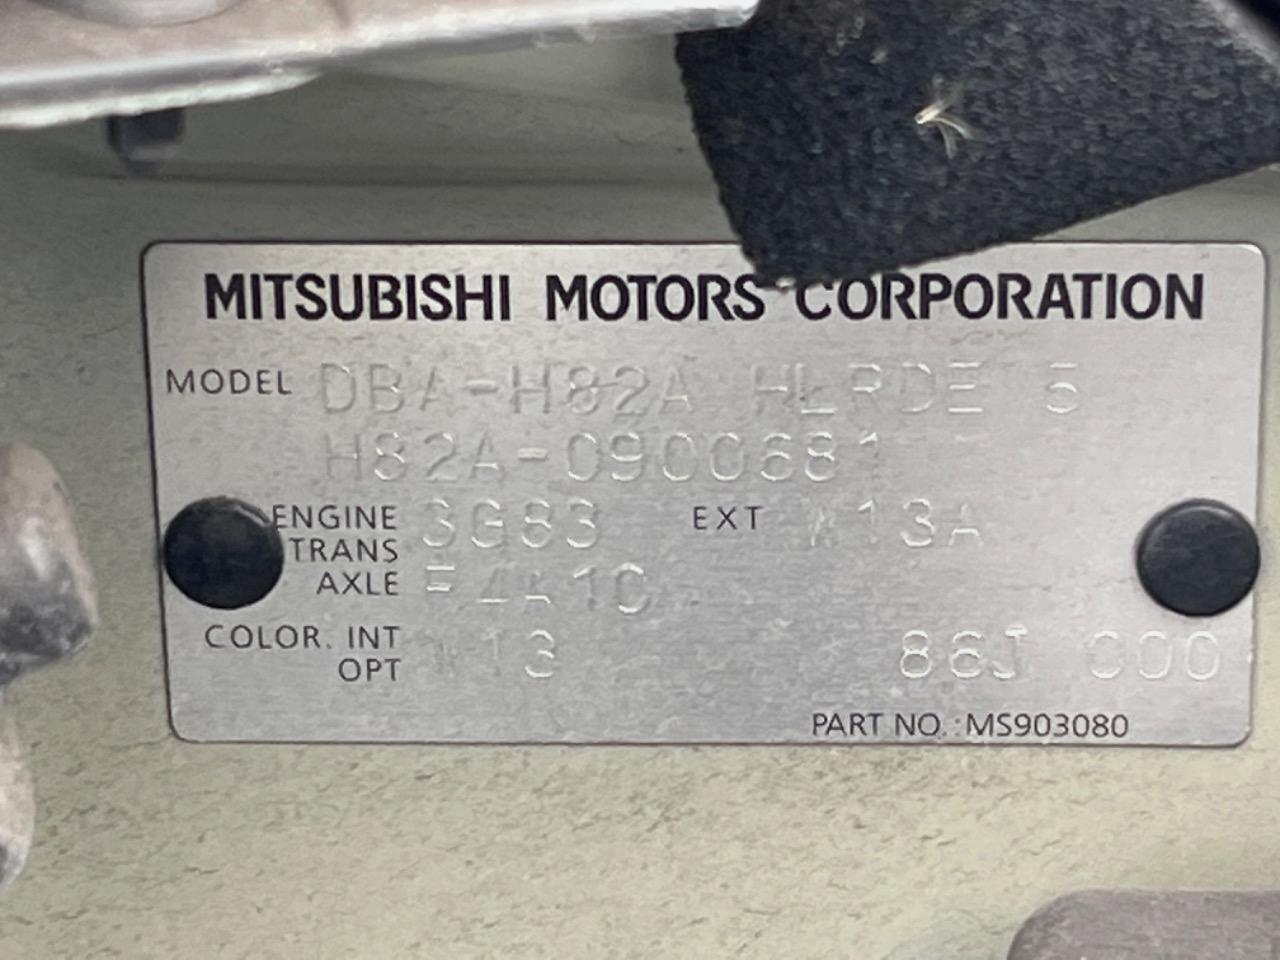 MITSUBISHI MOTORS CORPORATION
MODEL DBA-H82A HLRDE 5
H82A-0900681
ENGINE 3G83 EXT W13A
TRANS
AXLE F4A1C
COLOR. INT W13 86J 000
OPT
PART NO.:MS903080